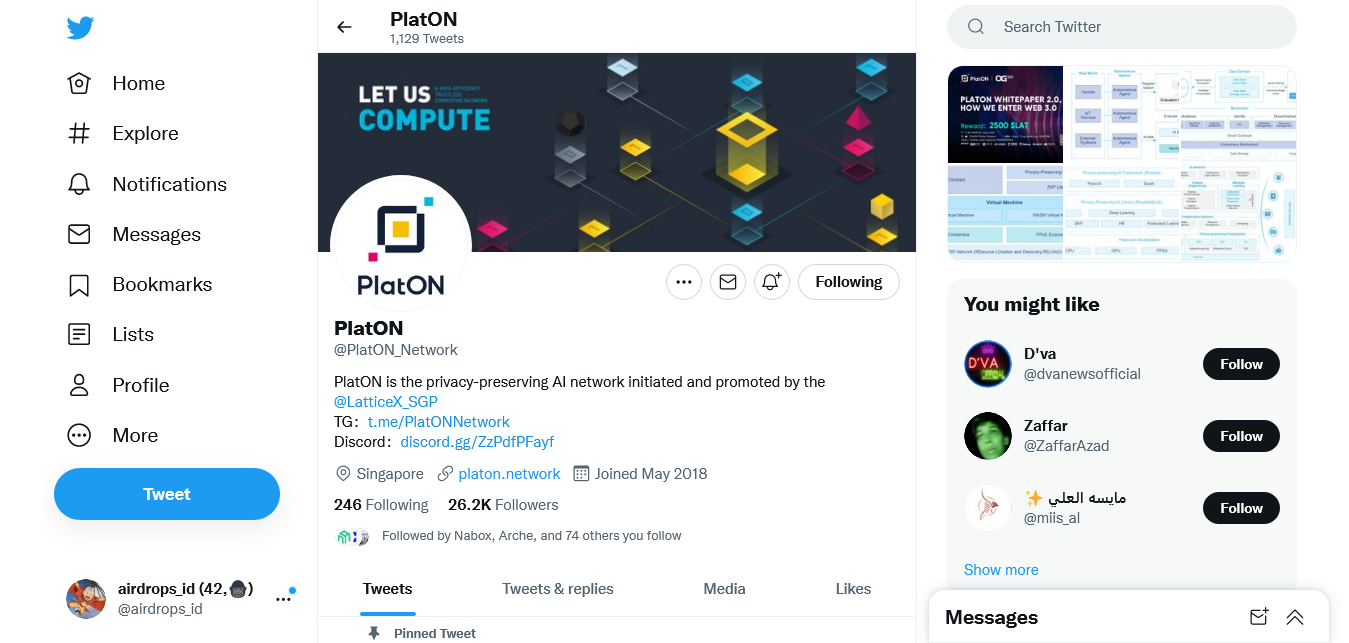 Home
Explore
Notifications
Messages
Bookmarks
Lists
Profile
More
Tweet
airdrops_id (42,🦍)
@airdrops_id
PlatON
1,129 Tweets
LET US
A HIGH-EFFICIENCY
TRUSTLESS
COMPUTING NETWORK
COMPUTE
PlatON
Following
PlatON
@PlatON_Network
PlatON is the privacy-preserving AI network initiated and promoted by the
@LatticeX_SGP
TG： t.me/PlatONNetwork
Discord： discord.gg/ZzPdfPFayf
Singapore platon.network Joined May 2018
246 Following 26.2K Followers
Followed by Nabox, Arche, and 74 others you follow
Tweets Tweets & replies Media Likes
Pinned Tweet
Search Twitter
PlatON OG
PLATON WHITEPAPER 2.0,
HOW WE ENTER WEB 3.0
Reward: 2500 $LAT
Virtual Machine
Consensus
You might like
D'va
@dvanewsofficial
Follow
Zaffar
@ZaffarAzad
Follow
✨ مايسه العلي
@miis_al
Follow
Show more
Messages